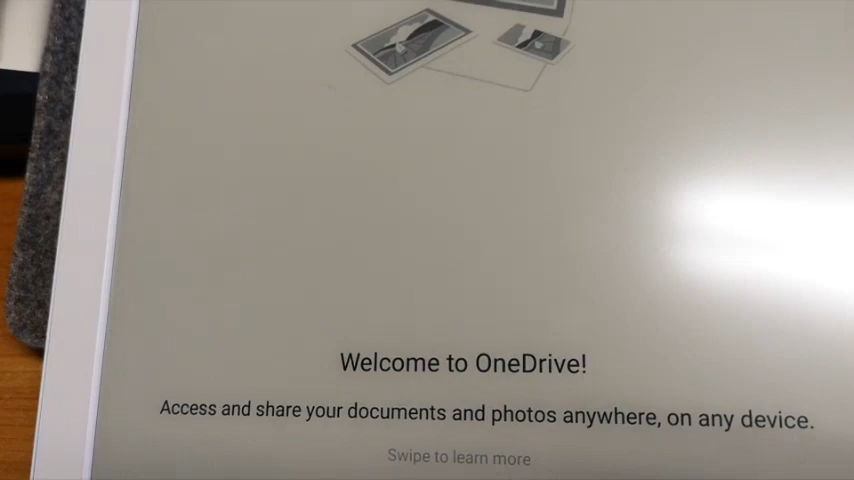 Welcome to OneDrive!
Access and share your documents and photos anywhere, on any device.
Swipe to learn more